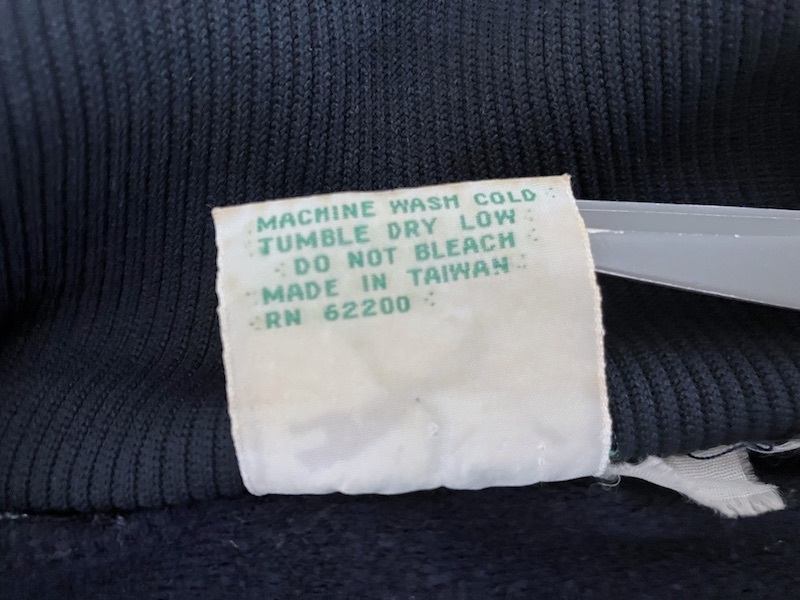 MACHINE WASH COLD
TUMBLE DRY LOW
DO NOT BLEACH
MADE IN TAIWAN
RN 62200